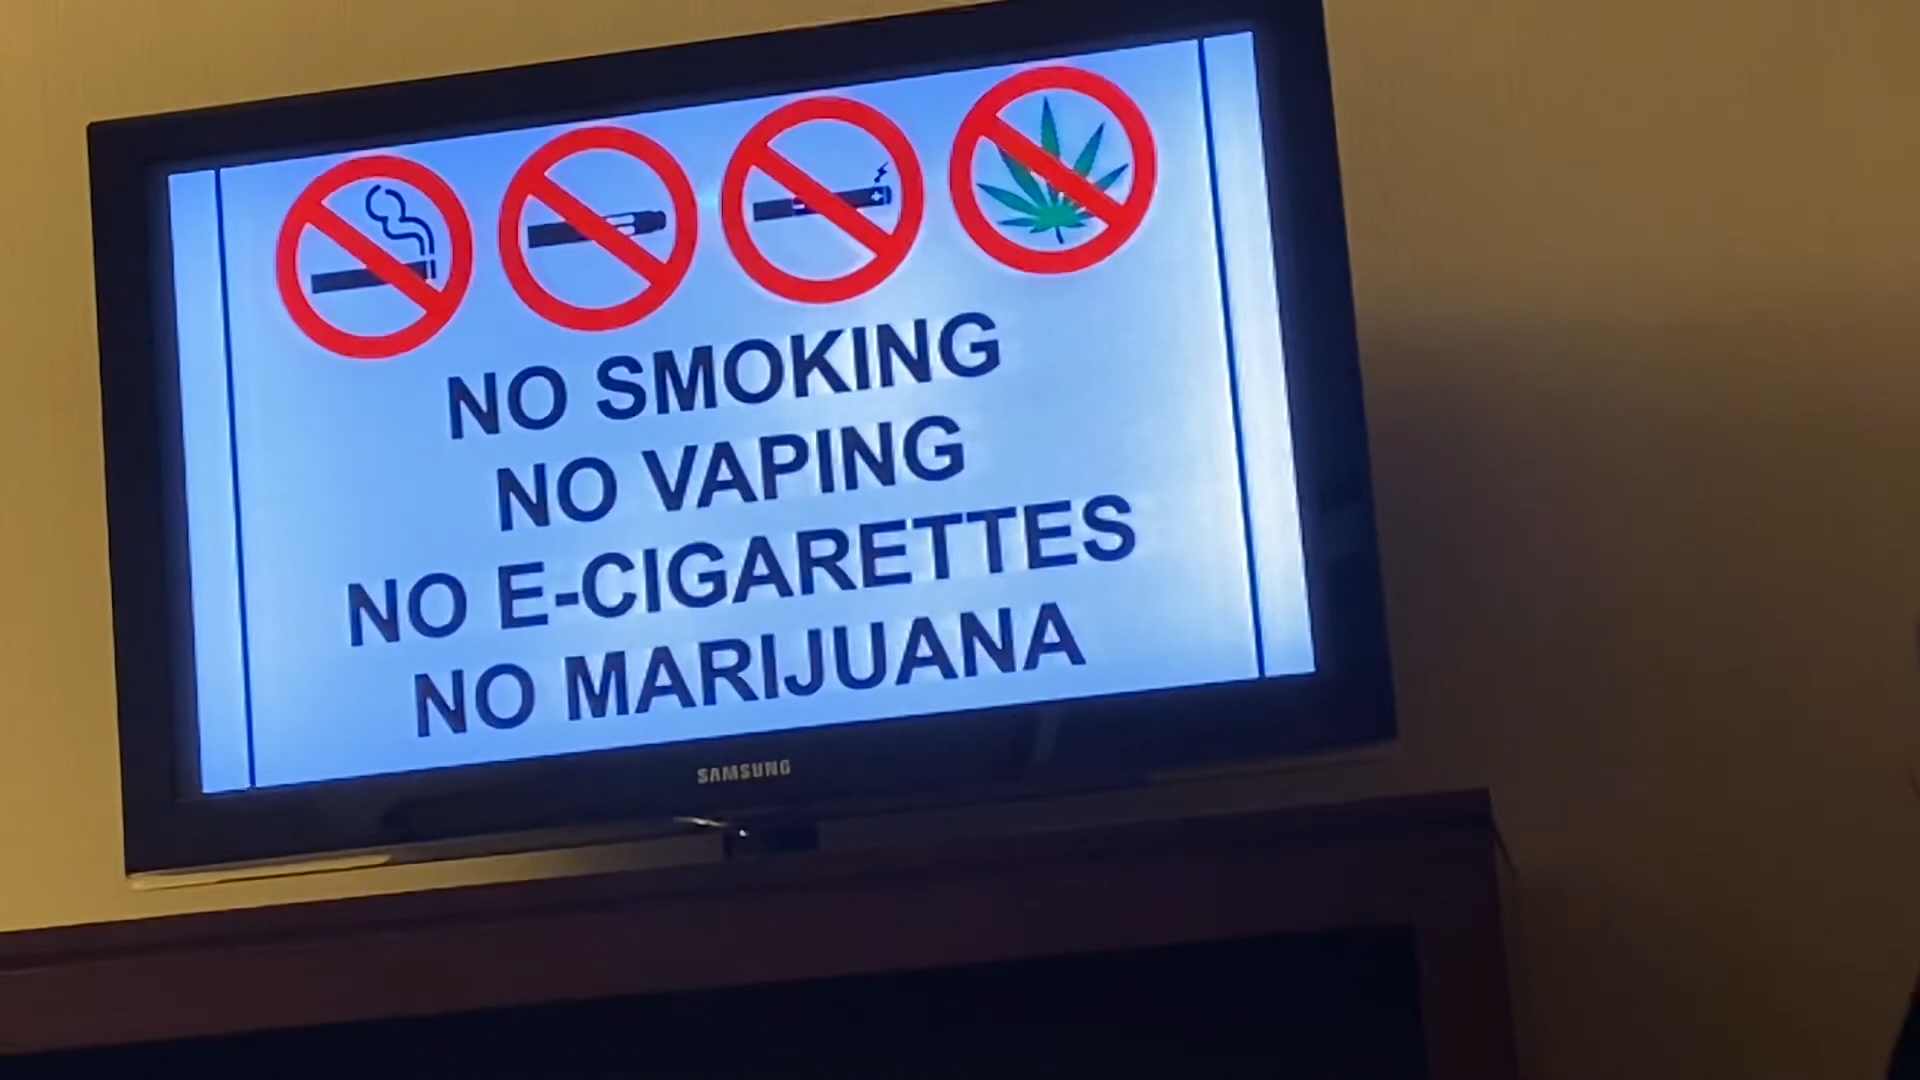 NO SMOKING
NO VAPING
NO E-CIGARETTES
NO MARIJUANA
SAMSUNG